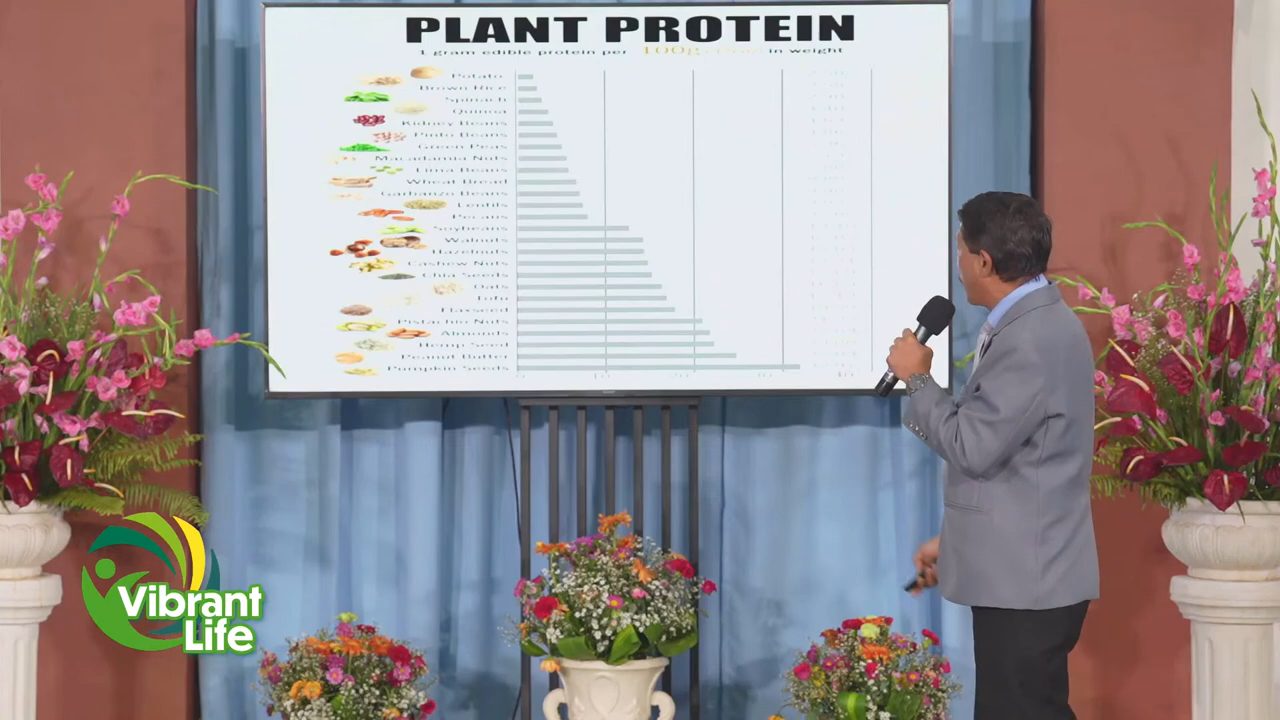 PLANT PROTEIN
1 gram edible protein per 100g in weight
Potato
Brown Rice
Spinach
Quinoa
Kidney Beans
Pinto Beans
Green Peas
Macadamia Nuts
Lima Beans
Wheat Bread
Garbanzo Beans
Lentils
Pecans
Soybeans
Walnuts
Hazelnuts
Cashew Nuts
Chia Seeds
Oats
Tofu
Flaxseed
Pistachio Nuts
Almonds
Hemp Seed
Peanut Butter
Pumpkin Seeds
Vibrant
Life